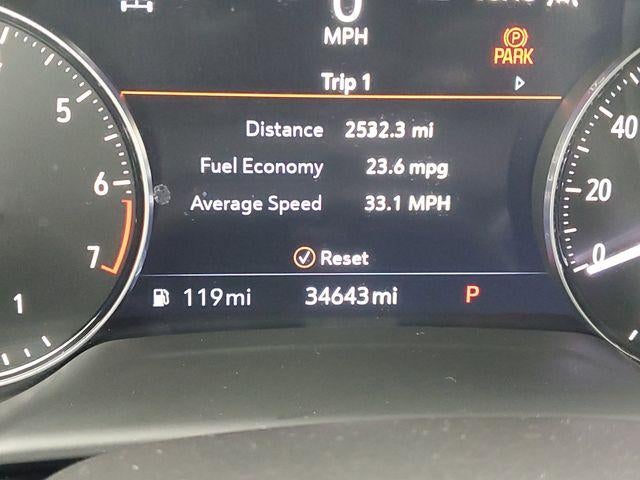 0
MPH
PARK
Trip 1
Distance 2532.3 mi
Fuel Economy 23.6 mpg
Average Speed 33.1 MPH
Reset
119mi 34643mi P
5
6
7
1
40
20
0